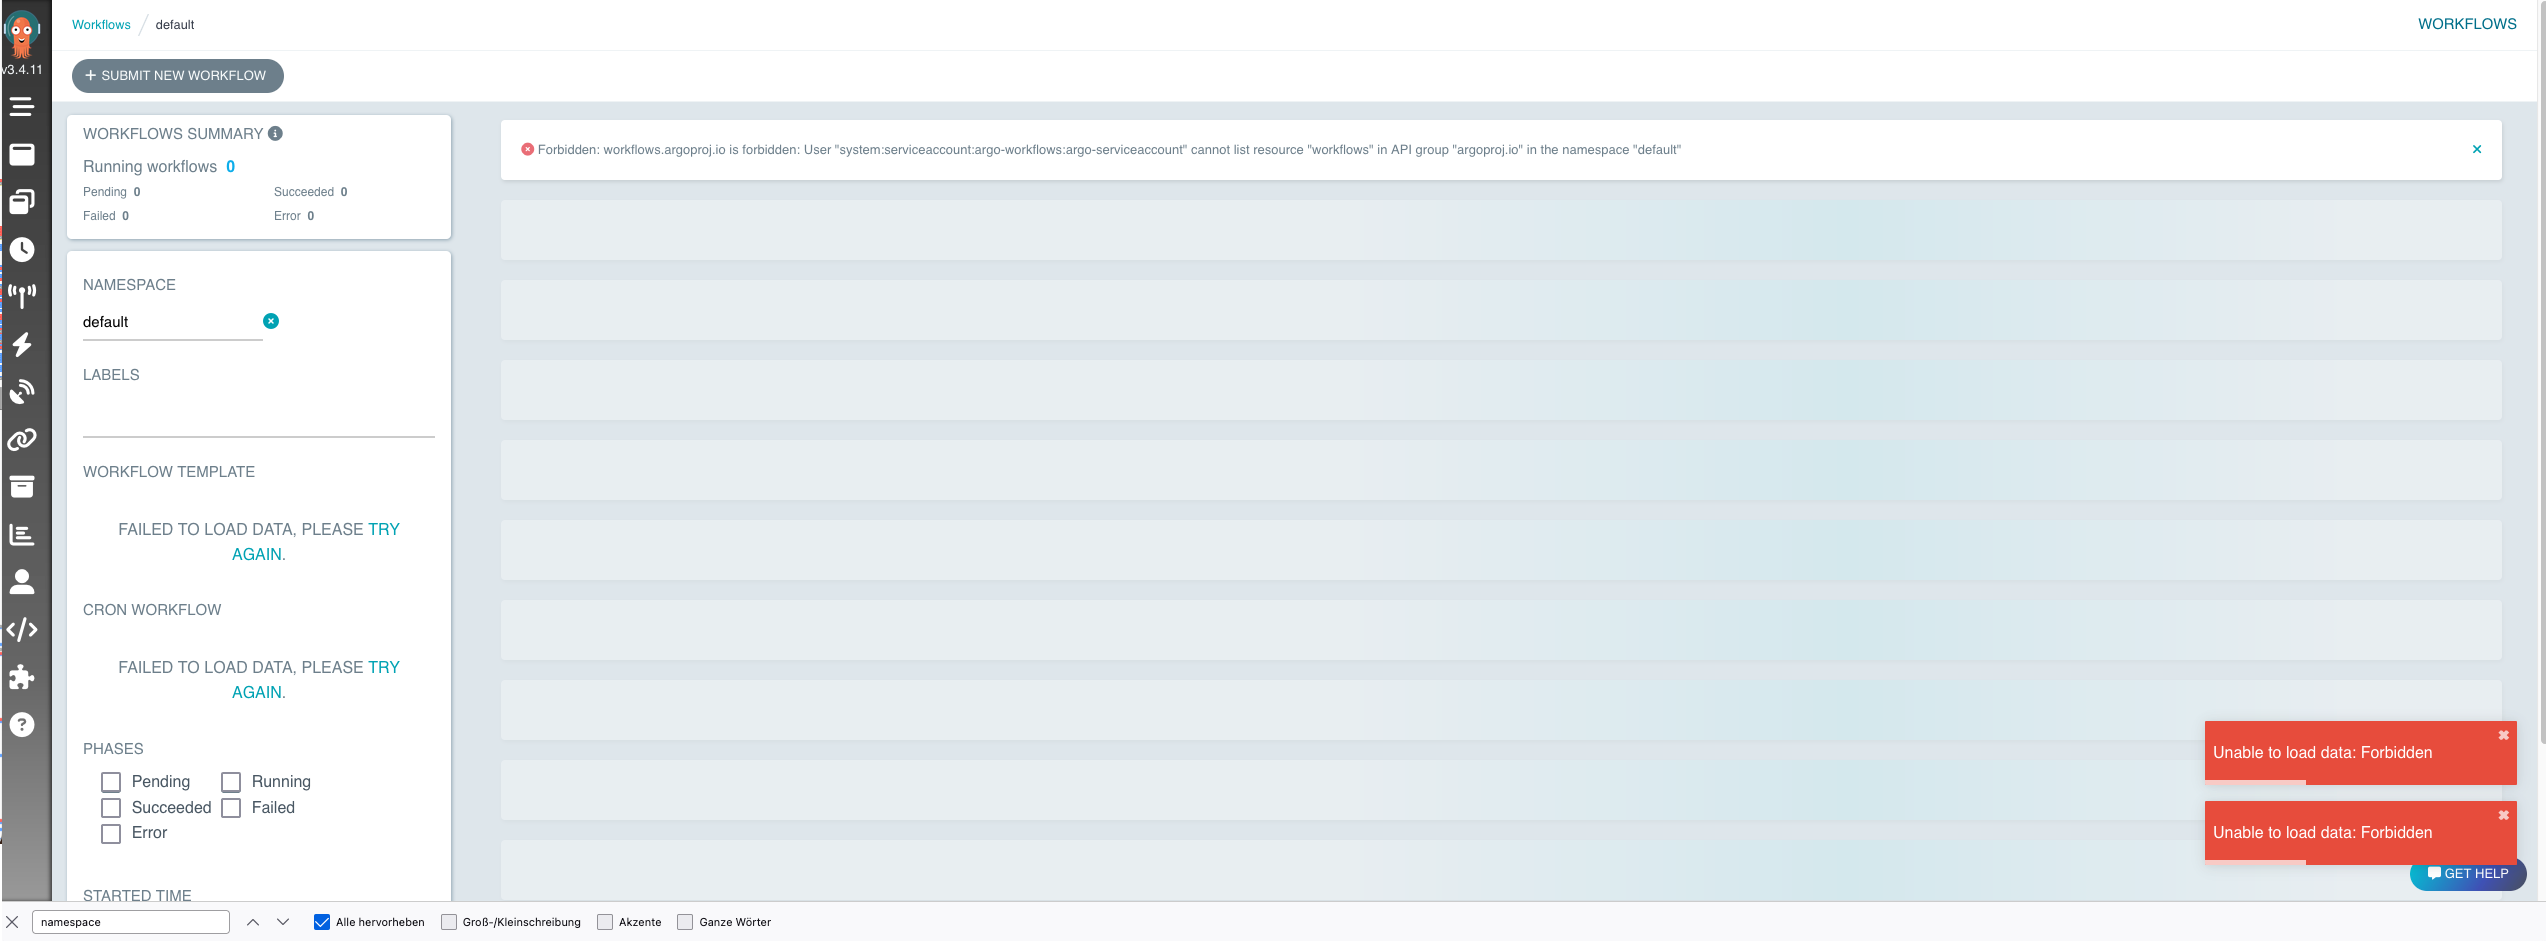 Workflows / default
WORKFLOWS
v3.4.11
+ SUBMIT NEW WORKFLOW
WORKFLOWS SUMMARY
Running workflows 0
Pending 0 Succeeded 0
Failed 0 Error 0
NAMESPACE
default
LABELS
WORKFLOW TEMPLATE
FAILED TO LOAD DATA, PLEASE TRY
AGAIN.
CRON WORKFLOW
FAILED TO LOAD DATA, PLEASE TRY
AGAIN.
PHASES
Pending Running
Succeeded Failed
Error
STARTED TIME
Forbidden: workflows.argoproj.io is forbidden: User "system:serviceaccount:argo-workflows:argo-serviceaccount" cannot list resource "workflows" in API group "argoproj.io" in the namespace "default"
Unable to load data: Forbidden
Unable to load data: Forbidden
GET HELP
namespace Alle hervorheben Groß-/Kleinschreibung Akzente Ganze Wörter